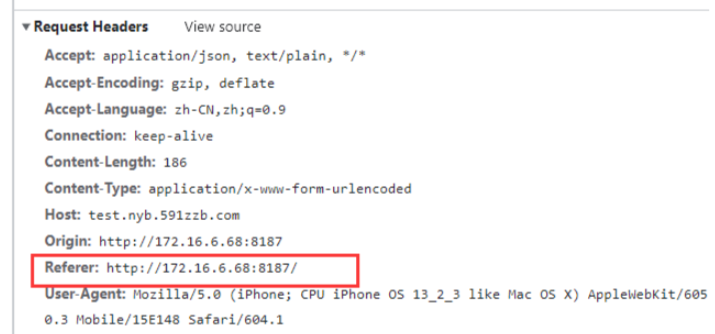 Request Headers View source
Accept: application/json, text/plain, */*
Accept-Encoding: gzip, deflate
Accept-Language: zh-CN,zh;q=0.9
Connection: keep-alive
Content-Length: 186
Content-Type: application/x-www-form-urlencoded
Host: test.nyb.591zzb.com
Origin: http://172.16.6.68:8187
Referer: http://172.16.6.68:8187/
User-Agent: Mozilla/5.0 (iPhone; CPU iPhone OS 13_2_3 like Mac OS X) AppleWebKit/605
0.3 Mobile/15E148 Safari/604.1